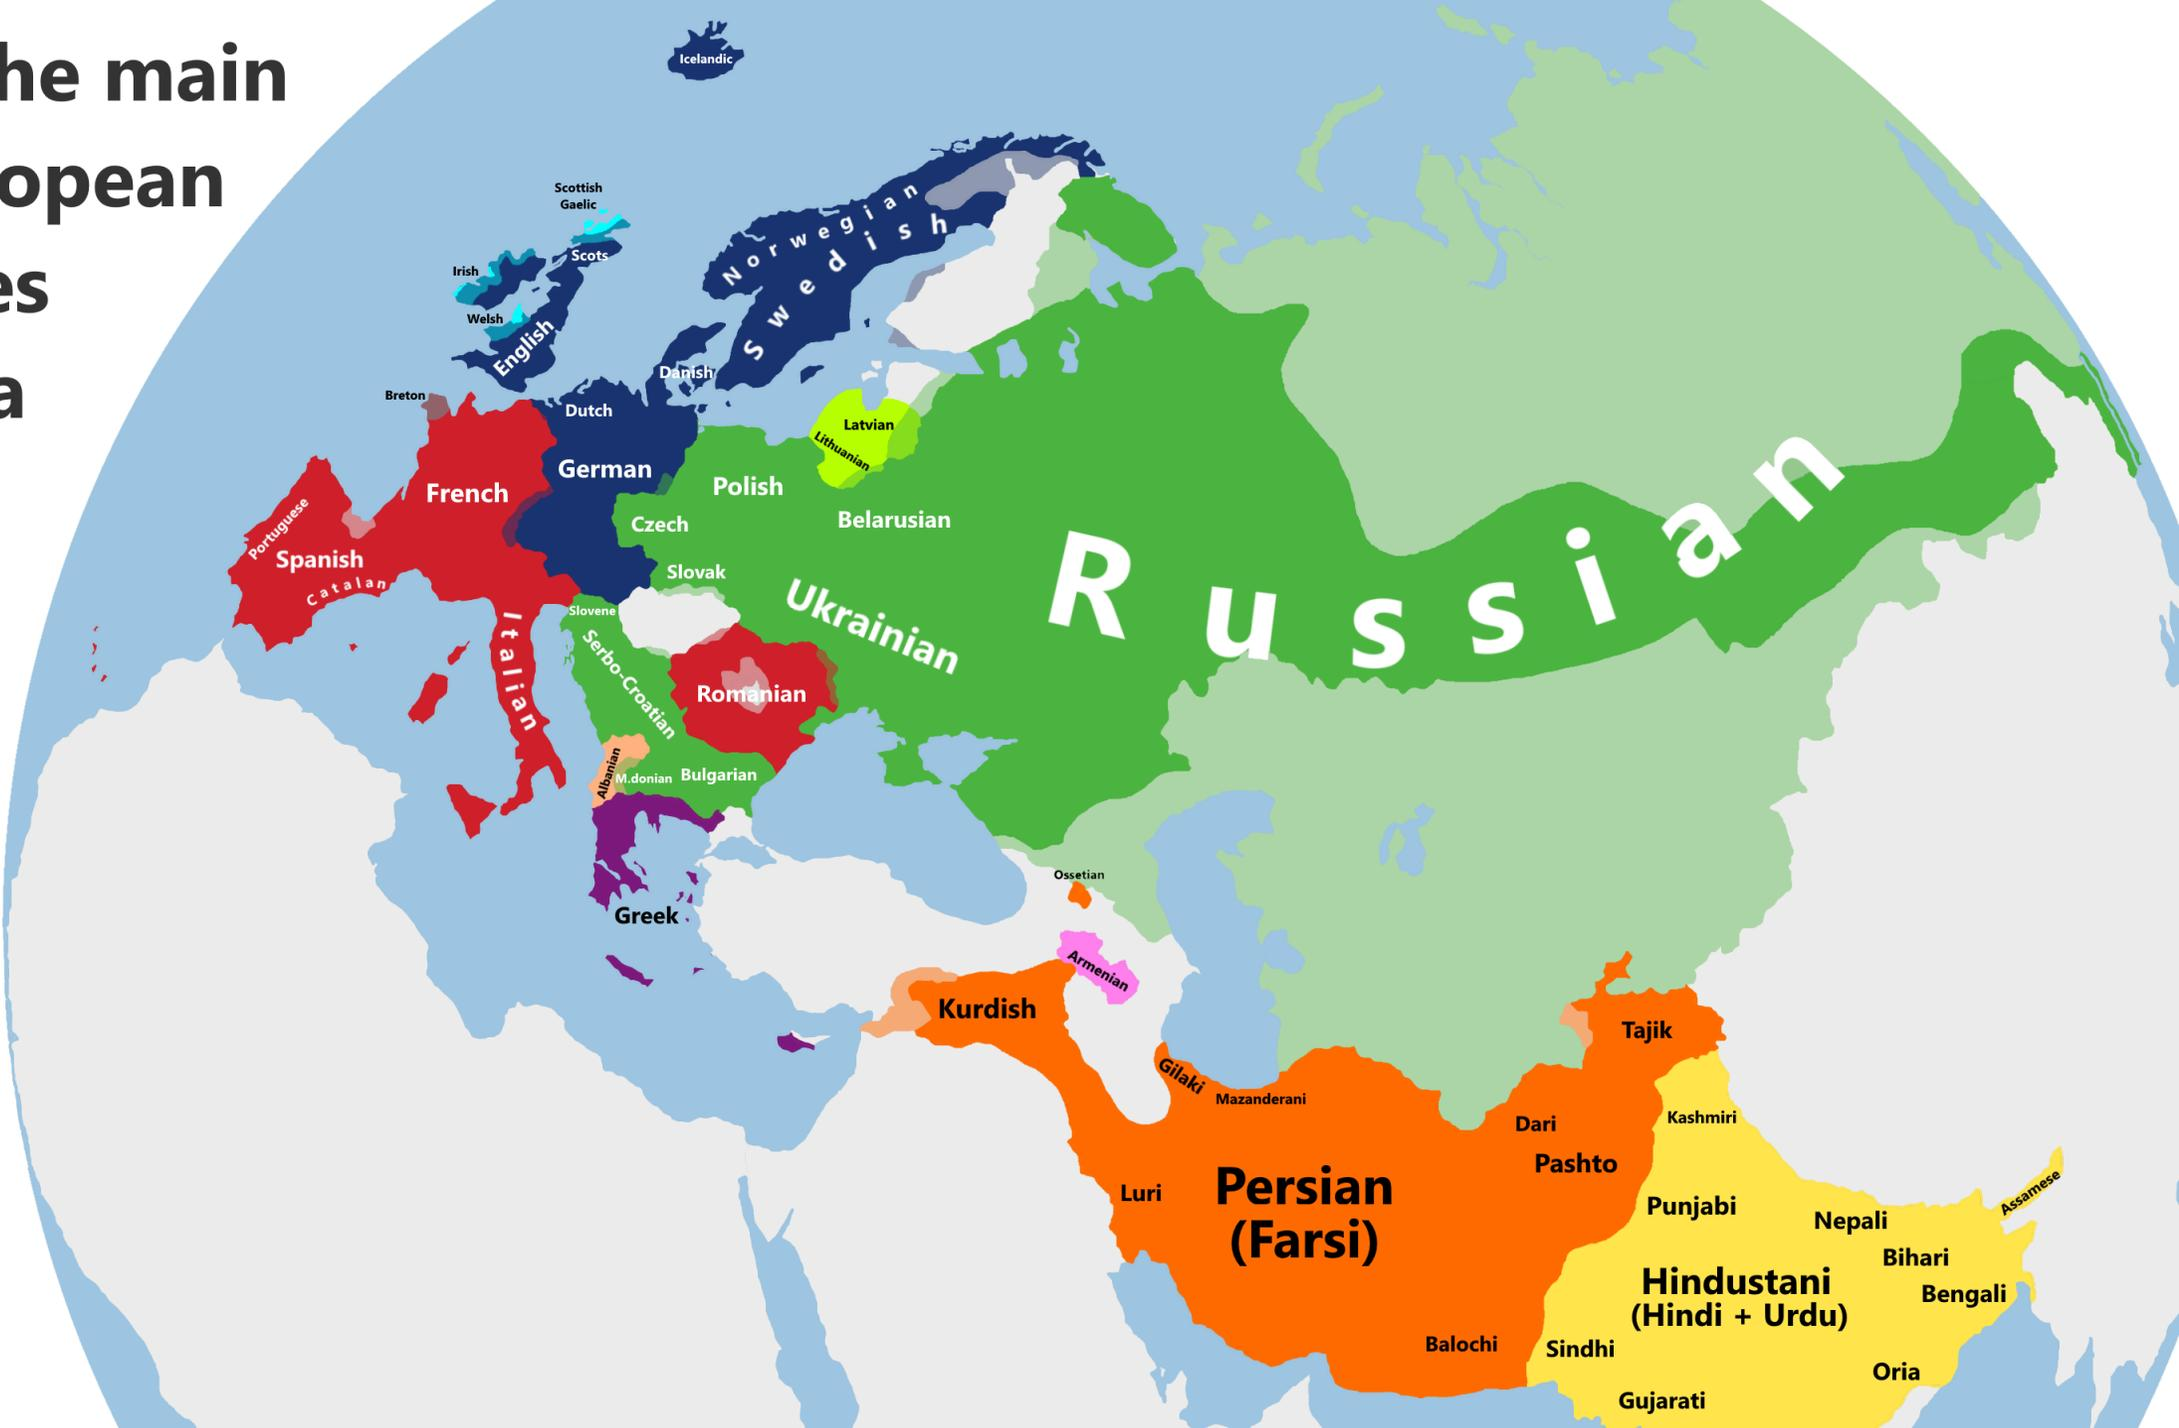 he main
opean
es
a
Icelandic
Scottish
Gaelic
Norwegian
Swedish
Scots
Irish
Welsh
English
Danish
Breton
Dutch
Latvian
Lithuanian
German
French
Polish
Portuguese
Spanish
Catalan
Czech
Belarusian
Russian
Slovak
Ukrainian
Slovene
Italian
Serbo-Croatian
Romanian
Albanian
M.donian
Bulgarian
Greek
Ossetian
Armenian
Kurdish
Tajik
Gilaki
Mazanderani
Dari
Kashmiri
Pashto
Luri
Persian
(Farsi)
Punjabi
Nepali
Assamese
Bihari
Hindustani
(Hindi + Urdu)
Bengali
Balochi
Sindhi
Oria
Gujarati